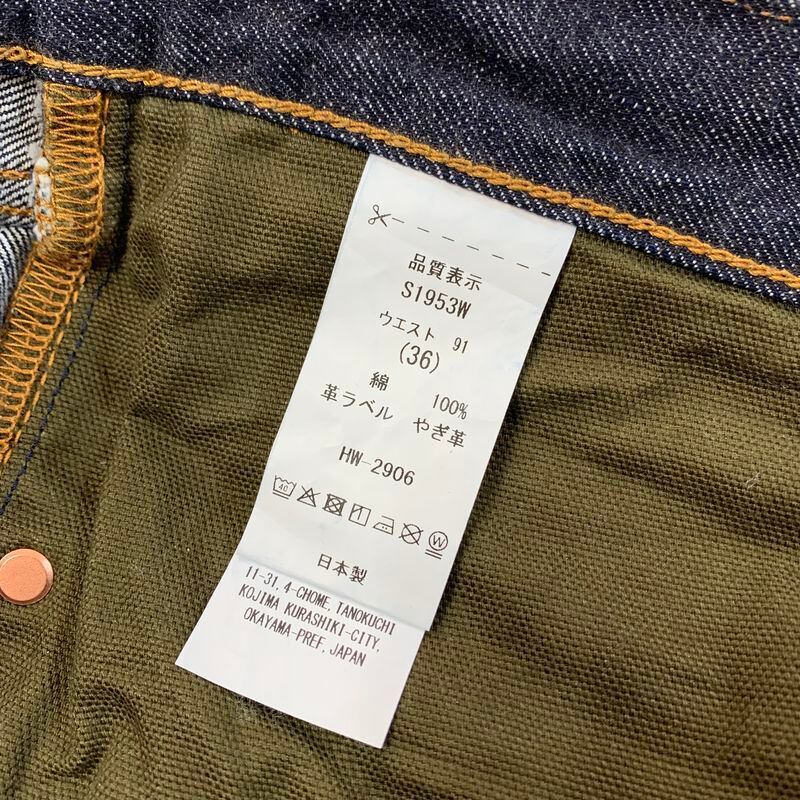 品質表示
S1953W
ウエスト 91
(36)
綿 100%
革ラベル やぎ革
HW-2906
40
W
日本製
11-31, 4-CHOME, TANOKUCHI
KOJIMA KURASHIKI-CITY,
OKAYAMA-PREF, JAPAN